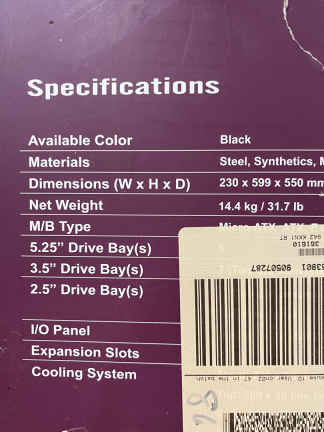 Specifications
Available Color Black
Materials Steel, Synthetics,
Dimensions (W x H x D) 230 x 599 x 550 mm
Net Weight 14.4 kg / 31.7 lb
M/B Type
5.25” Drive Bay(s)
3.5” Drive Bay(s)
2.5” Drive Bay(s)
I/O Panel
Expansion Slots
Cooling System
361610
90507287